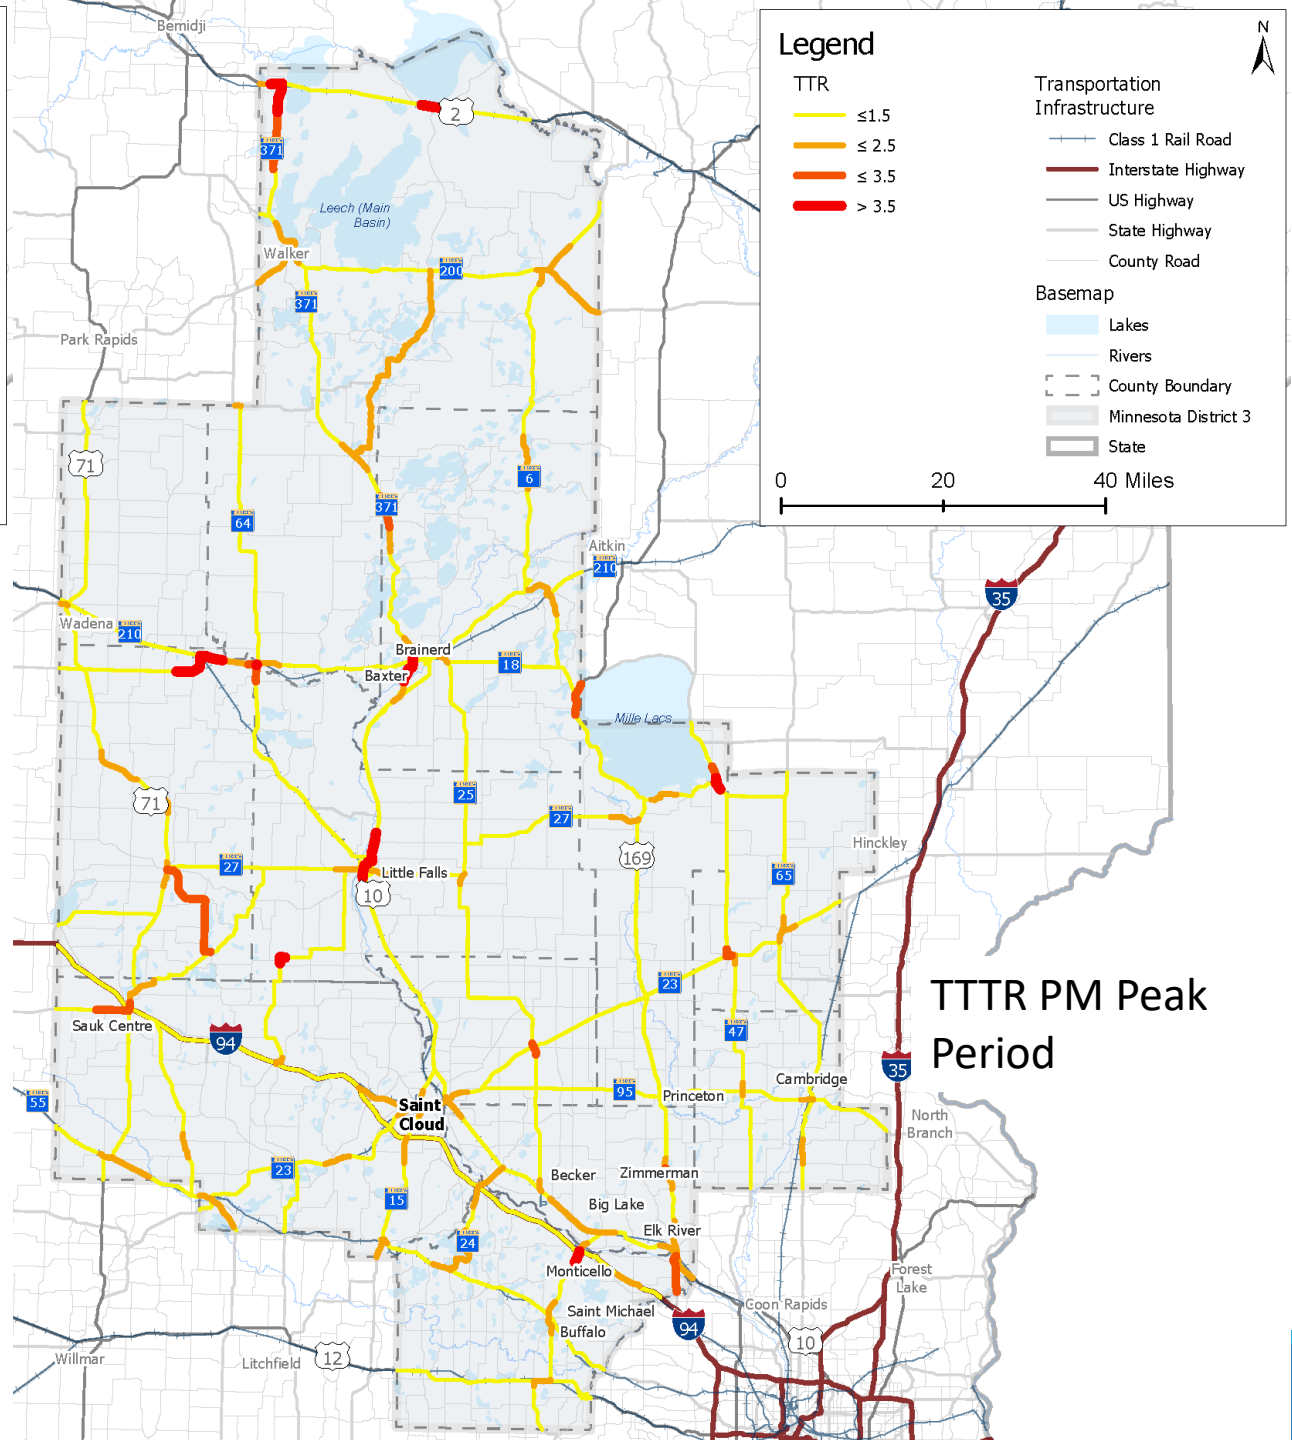 Legend
N
TTR
≤1.5
≤ 2.5
≤ 3.5
> 3.5
Transportation
Infrastructure
Class 1 Rail Road
Interstate Highway
US Highway
State Highway
County Road
Basemap
Lakes
Rivers
County Boundary
Minnesota District 3
State
0 20 40 Miles
Bemidji
2
371
Leech (Main
Basin)
Walker
200
371
Park Rapids
71
6
371
64
Aitkin
210
35
Wadena
210
Brainerd
18
Baxter
Mille Lacs
25
71
27
Hinckley
169
27
Little Falls
65
10
23
TTTR PM Peak
Period
Sauk Centre
47
94
35
Cambridge
55
95
Princeton
Saint
Cloud
North
Branch
23
Becker
Zimmerman
15
Big Lake
Elk River
24
Monticello
Forest
Lake
Saint Michael
Coon Rapids
94
Buffalo
10
Willmar
Litchfield
12